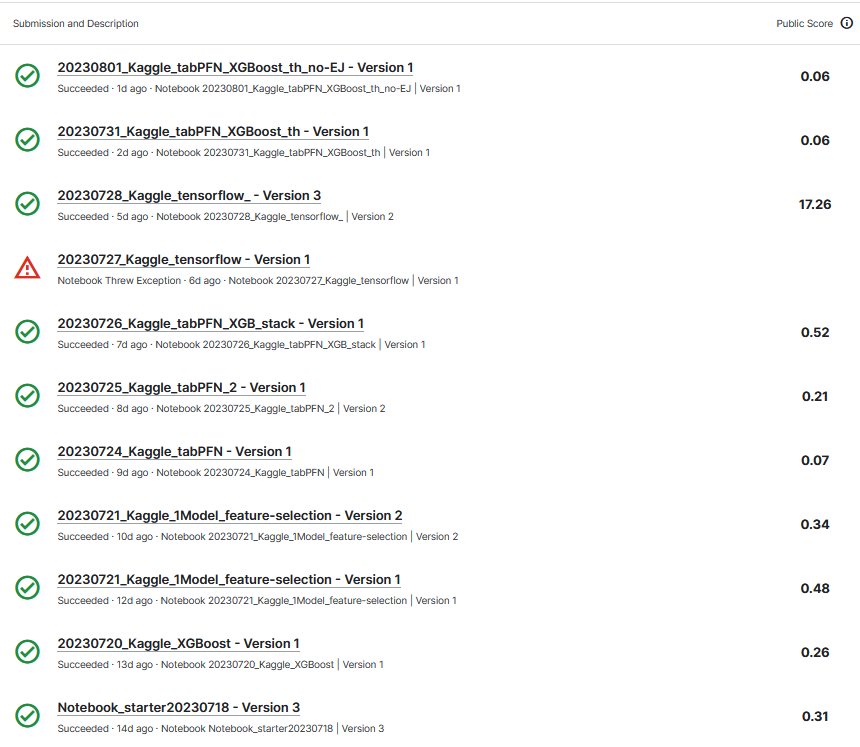 Submission and Description Public Score
20230801_Kaggle_tabPFN_XGBoost_th_no-EJ - Version 1
Succeeded · 1d ago · Notebook 20230801_Kaggle_tabPFN_XGBoost_th_no-EJ | Version 1
0.06
20230731_Kaggle_tabPFN_XGBoost_th - Version 1
Succeeded · 2d ago · Notebook 20230731_Kaggle_tabPFN_XGBoost_th | Version 1
0.06
20230728_Kaggle_tensorflow_ - Version 3
Succeeded · 5d ago · Notebook 20230728_Kaggle_tensorflow_ | Version 2
17.26
20230727_Kaggle_tensorflow - Version 1
Notebook Threw Exception · 6d ago · Notebook 20230727_Kaggle_tensorflow | Version 1
20230726_Kaggle_tabPFN_XGB_stack - Version 1
Succeeded · 7d ago · Notebook 20230726_Kaggle_tabPFN_XGB_stack | Version 1
0.52
20230725_Kaggle_tabPFN_2 - Version 1
Succeeded · 8d ago · Notebook 20230725_Kaggle_tabPFN_2 | Version 2
0.21
20230724_Kaggle_tabPFN - Version 1
Succeeded · 9d ago · Notebook 20230724_Kaggle_tabPFN | Version 1
0.07
20230721_Kaggle_1Model_feature-selection - Version 2
Succeeded · 10d ago · Notebook 20230721_Kaggle_1Model_feature-selection | Version 2
0.34
20230721_Kaggle_1Model_feature-selection - Version 1
Succeeded · 12d ago · Notebook 20230721_Kaggle_1Model_feature-selection | Version 1
0.48
20230720_Kaggle_XGBoost - Version 1
Succeeded · 13d ago · Notebook 20230720_Kaggle_XGBoost | Version 1
0.26
Notebook_starter20230718 - Version 3
Succeeded · 14d ago · Notebook Notebook_starter20230718 | Version 3
0.31